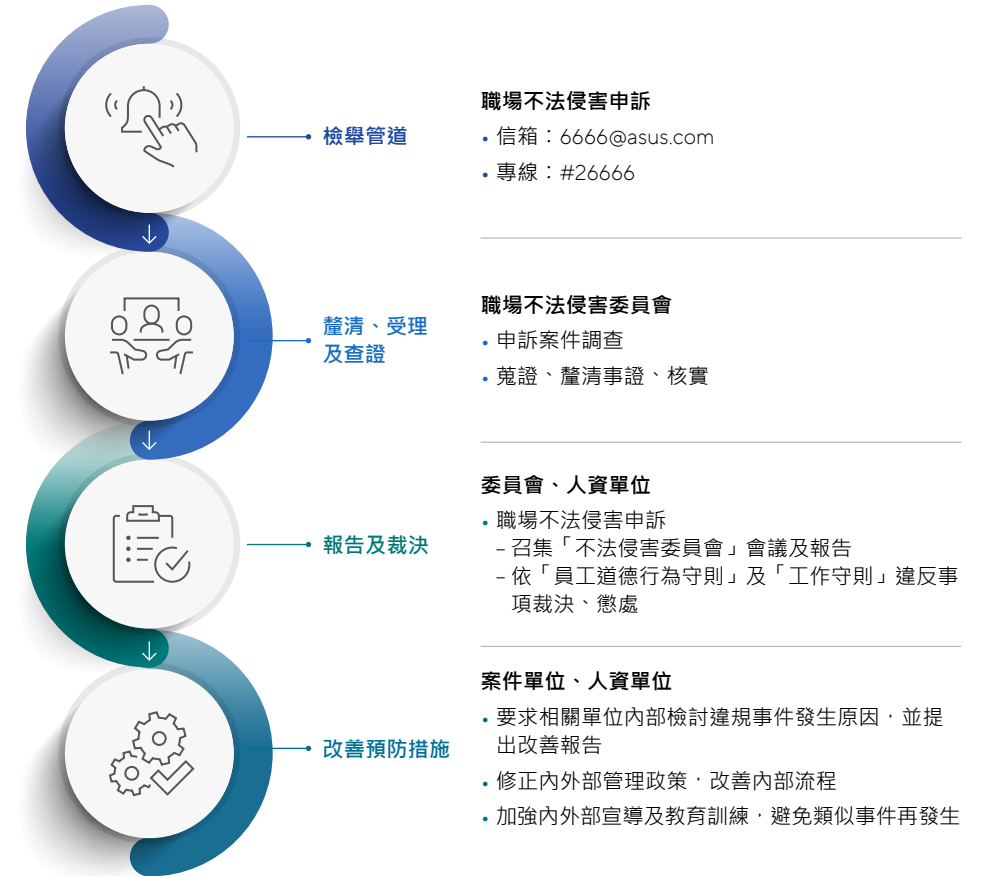 檢舉管道
職場不法侵害申訴
• 信箱：6666@asus.com
• 專線：#26666
釐清、受理
及查證
職場不法侵害委員會
• 申訴案件調查
• 蒐證、釐清事證、核實
報告及裁決
委員會、人資單位
• 職場不法侵害申訴
– 召集「不法侵害委員會」會議及報告
– 依「員工道德行為守則」及「工作守則」違反事
項裁決、懲處
改善預防措施
案件單位、人資單位
• 要求相關單位內部檢討違規事件發生原因，並提
出改善報告
• 修正內外部管理政策，改善內部流程
• 加強內外部宣導及教育訓練，避免類似事件再發生